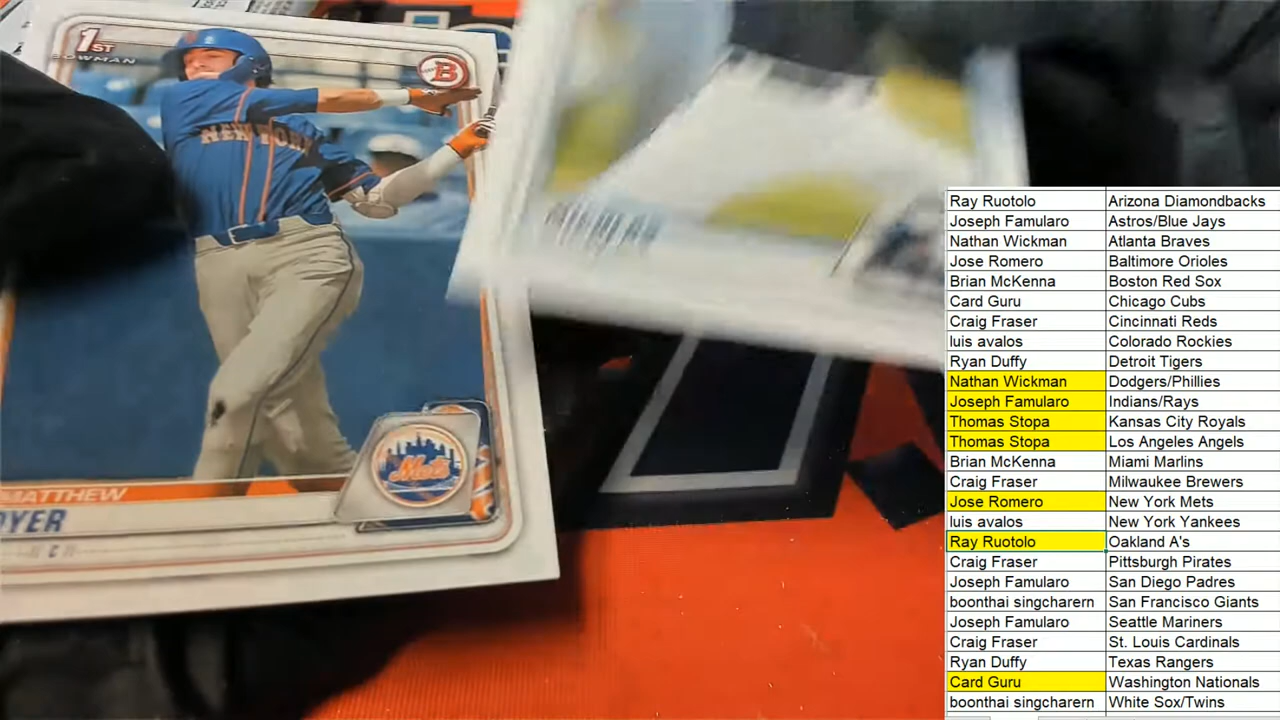 1ST
BOWMAN
B
NEW YORK
Mets
MATTHEW
DYER
C
Ray Ruotolo Arizona Diamondbacks
Joseph Famularo Astros/Blue Jays
Nathan Wickman Atlanta Braves
Jose Romero Baltimore Orioles
Brian McKenna Boston Red Sox
Card Guru Chicago Cubs
Craig Fraser Cincinnati Reds
luis avalos Colorado Rockies
Ryan Duffy Detroit Tigers
Nathan Wickman Dodgers/Phillies
Joseph Famularo Indians/Rays
Thomas Stopa Kansas City Royals
Thomas Stopa Los Angeles Angels
Brian McKenna Miami Marlins
Craig Fraser Milwaukee Brewers
Jose Romero New York Mets
luis avalos New York Yankees
Ray Ruotolo Oakland A's
Craig Fraser Pittsburgh Pirates
Joseph Famularo San Diego Padres
boonthai singcharern San Francisco Giants
Joseph Famularo Seattle Mariners
Craig Fraser St. Louis Cardinals
Ryan Duffy Texas Rangers
Card Guru Washington Nationals
boonthai singcharern White Sox/Twins